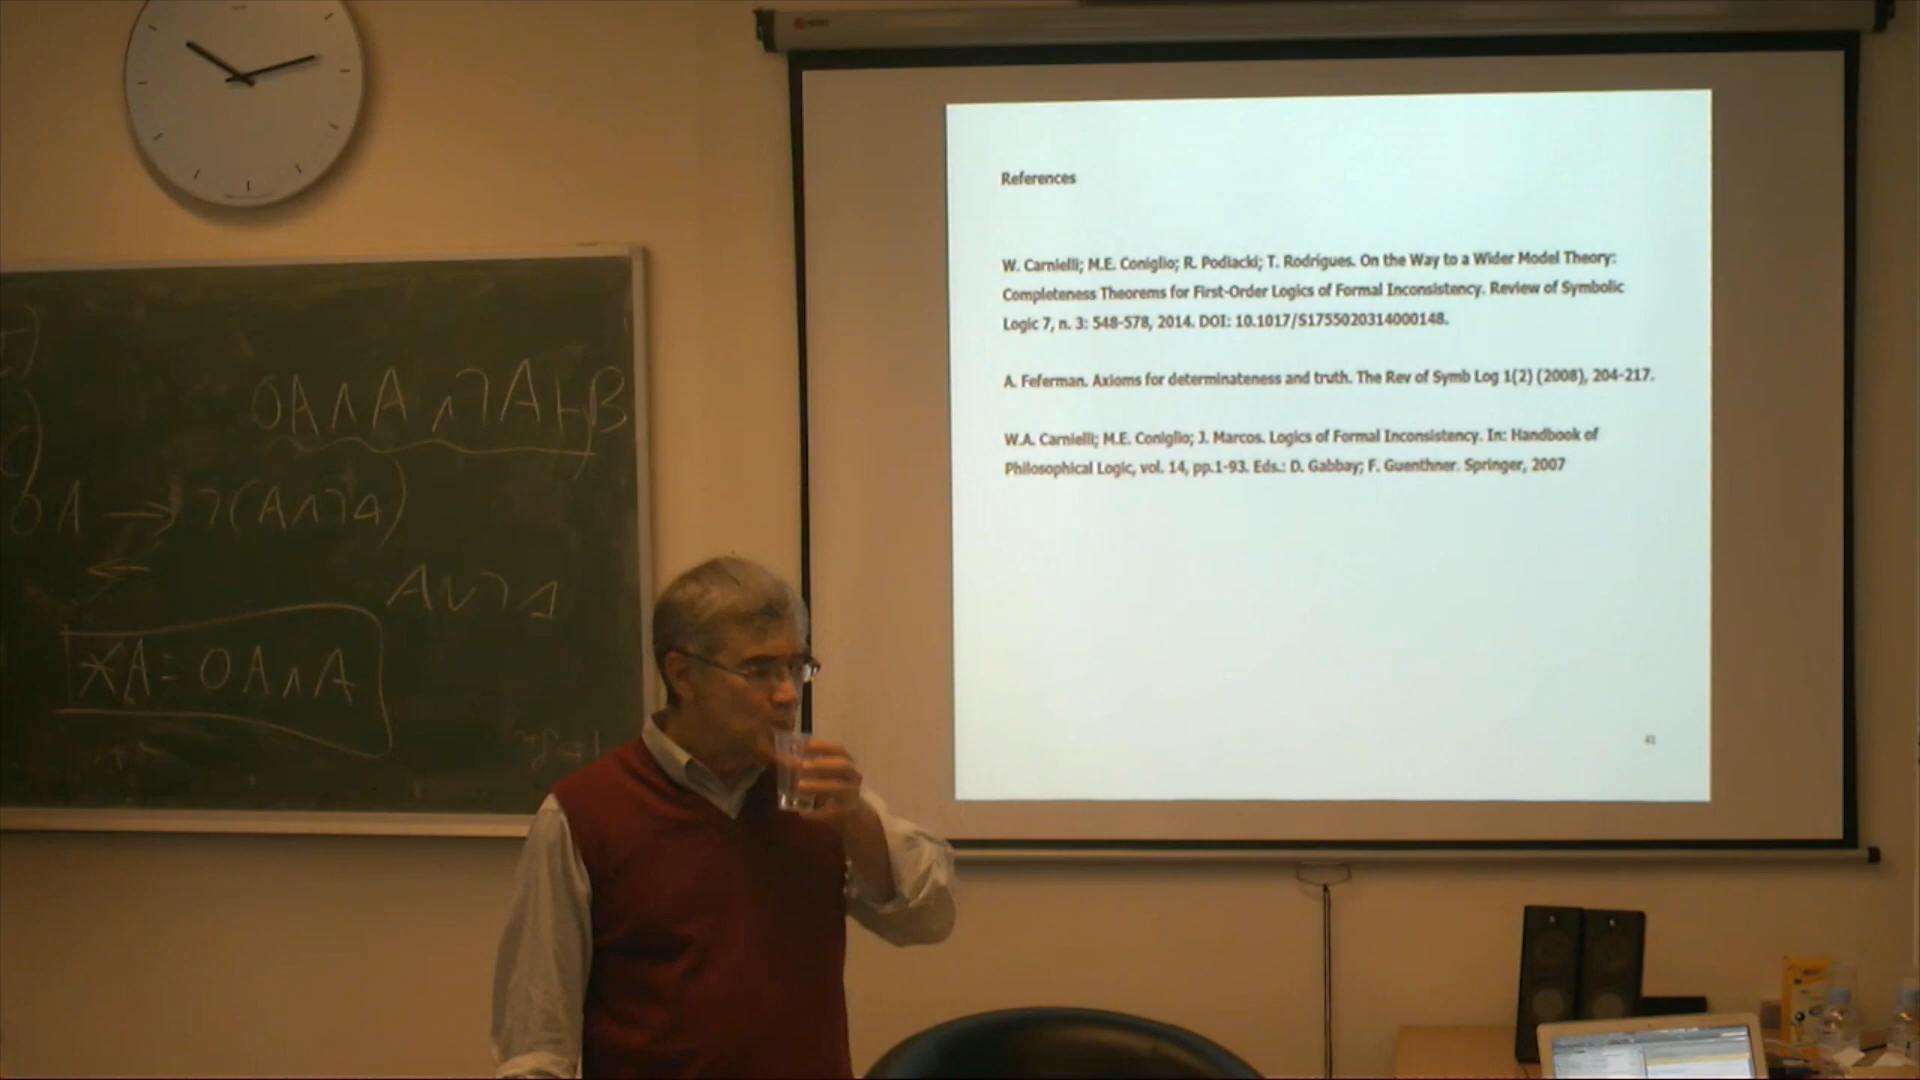 ○A∧A∧¬A⊢B
○A → ¬(A∧¬A)
←
A∨¬A
*A = ○A∧A
References
W. Carnielli; M.E. Coniglio; R. Podiacki; T. Rodrigues. On the Way to a Wider Model Theory:
Completeness Theorems for First-Order Logics of Formal Inconsistency. Review of Symbolic
Logic 7, n. 3: 548-578, 2014. DOI: 10.1017/S1755020314000148.
A. Feferman. Axioms for determinateness and truth. The Rev of Symb Log 1(2) (2008), 204-217.
W.A. Carnielli; M.E. Coniglio; J. Marcos. Logics of Formal Inconsistency. In: Handbook of
Philosophical Logic, vol. 14, pp.1-93. Eds.: D. Gabbay; F. Guenthner. Springer, 2007